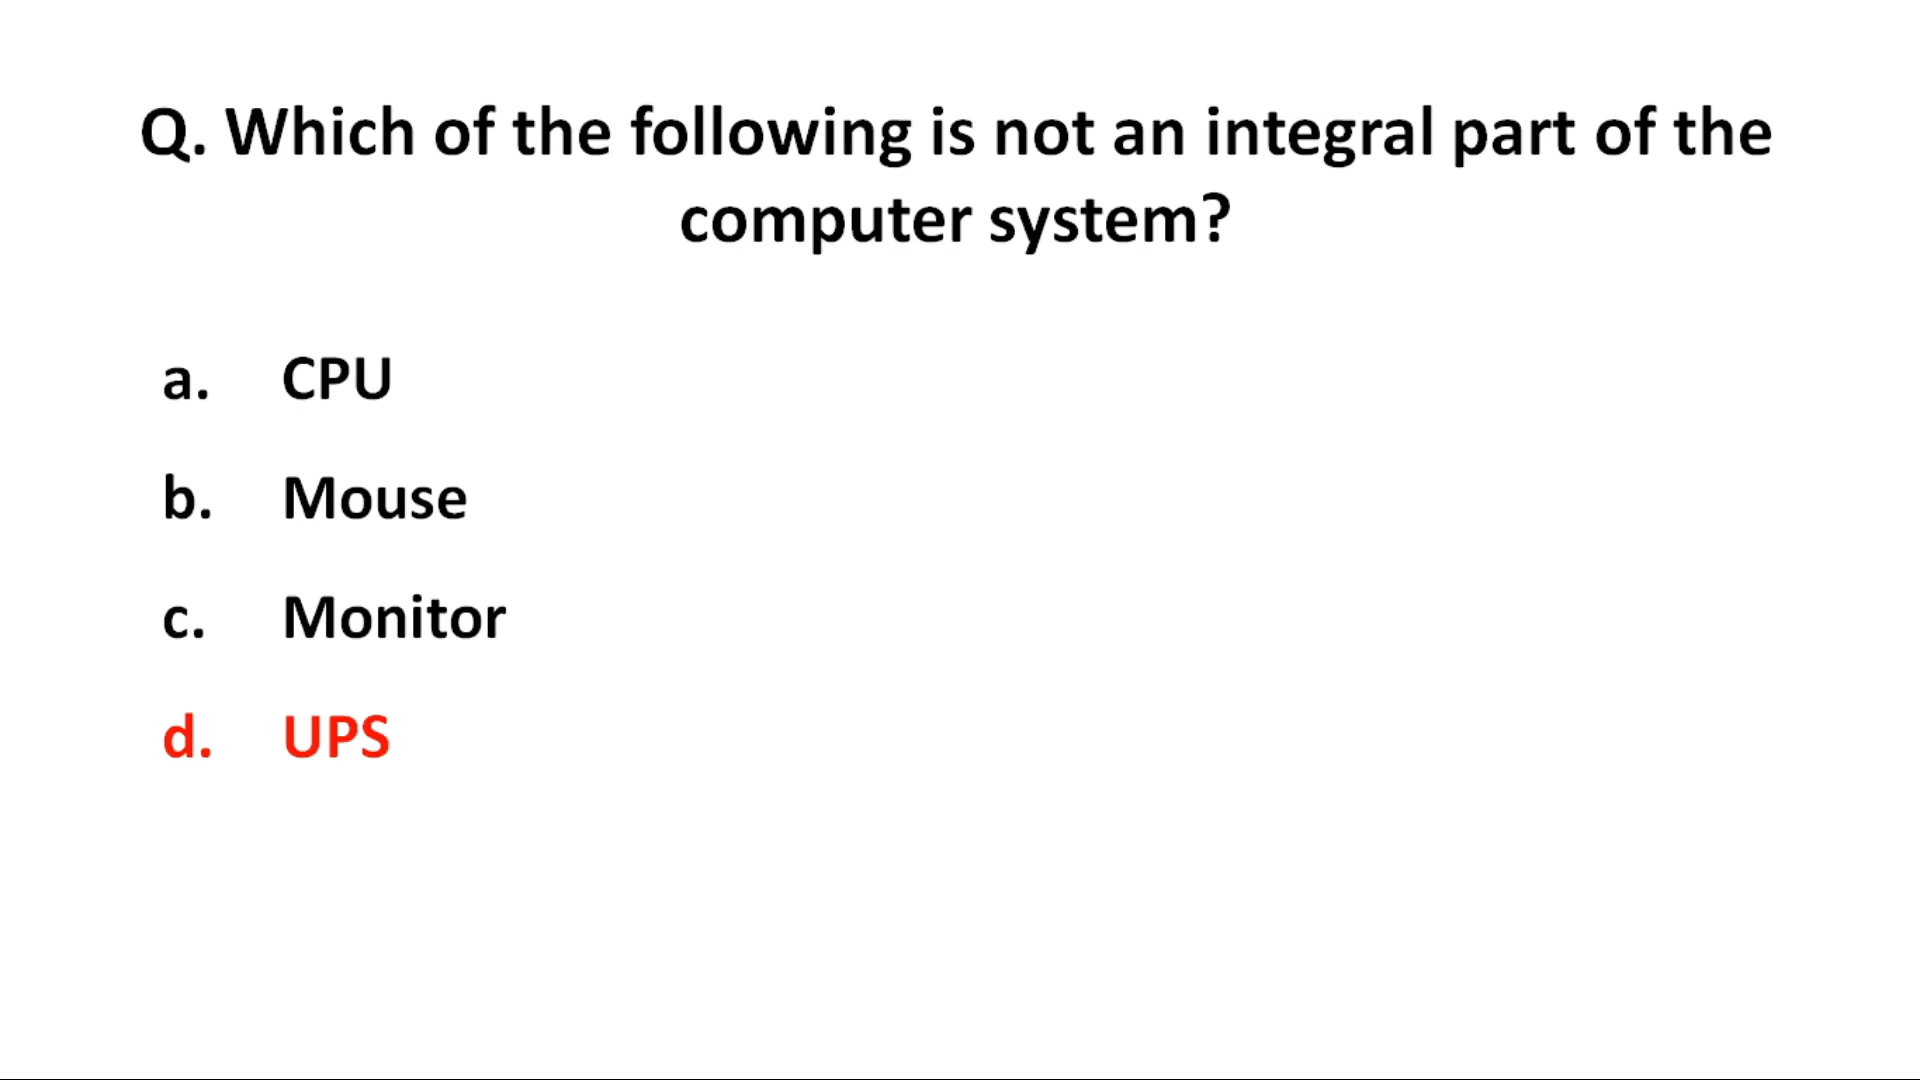 Q. Which of the following is not an integral part of the
computer system?
a. CPU
b. Mouse
c. Monitor
d. UPS